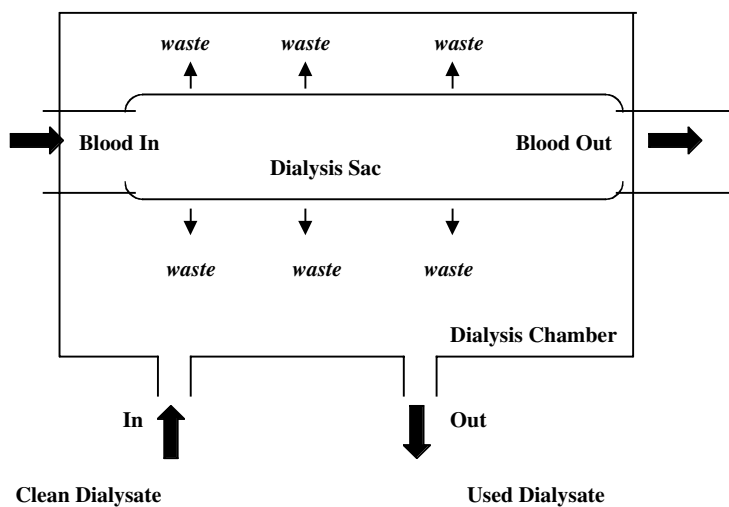 waste waste waste
Blood In Blood Out
Dialysis Sac
waste waste waste
Dialysis Chamber
In Out
Clean Dialysate Used Dialysate